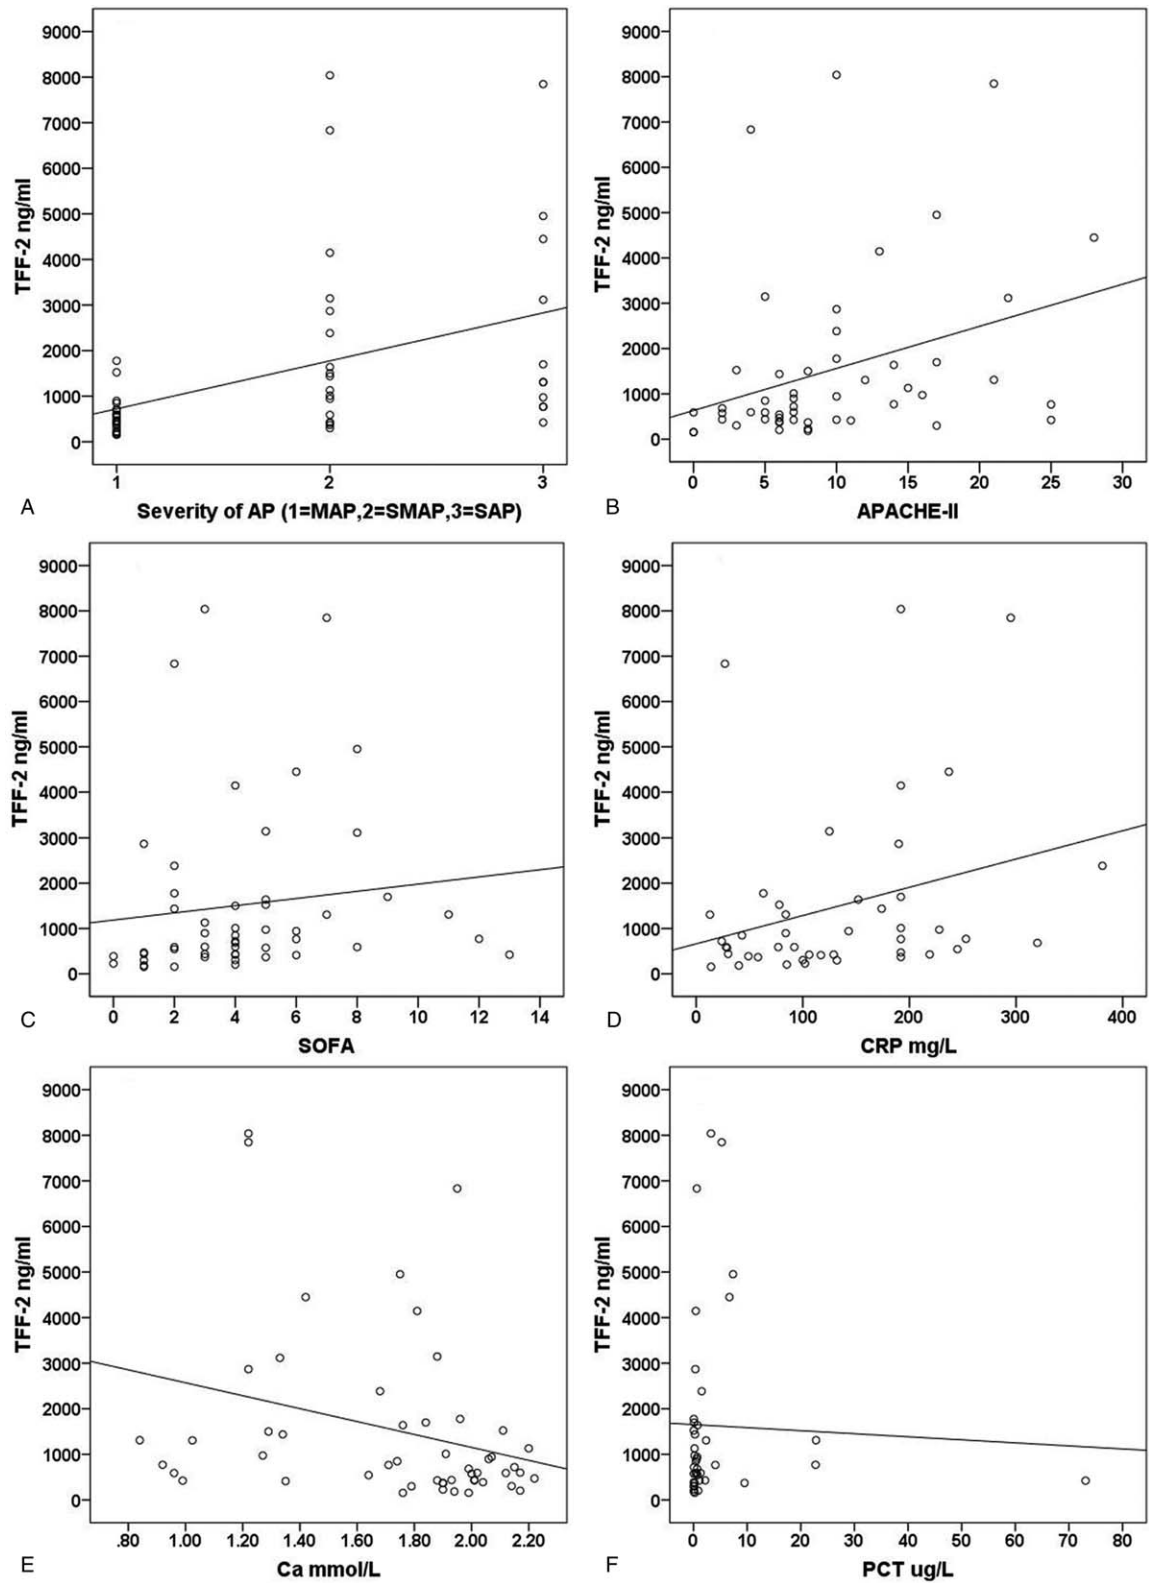 9000
8000
7000
6000
5000
4000
3000
2000
1000
0
TFF-2 ng/ml
1 2 3
A
Severity of AP (1=MAP,2=SMAP,3=SAP)
9000
8000
7000
6000
5000
4000
3000
2000
1000
0
TFF-2 ng/ml
0 5 10 15 20 25 30
B
APACHE-II
9000
8000
7000
6000
5000
4000
3000
2000
1000
0
TFF-2 ng/ml
0 2 4 6 8 10 12 14
C
SOFA
9000
8000
7000
6000
5000
4000
3000
2000
1000
0
TFF-2 ng/ml
0 100 200 300 400
D
CRP mg/L
9000
8000
7000
6000
5000
4000
3000
2000
1000
0
TFF-2 ng/ml
.80 1.00 1.20 1.40 1.60 1.80 2.00 2.20
E
Ca mmol/L
9000
8000
7000
6000
5000
4000
3000
2000
1000
0
TFF-2 ng/ml
0 10 20 30 40 50 60 70 80
F
PCT ug/L